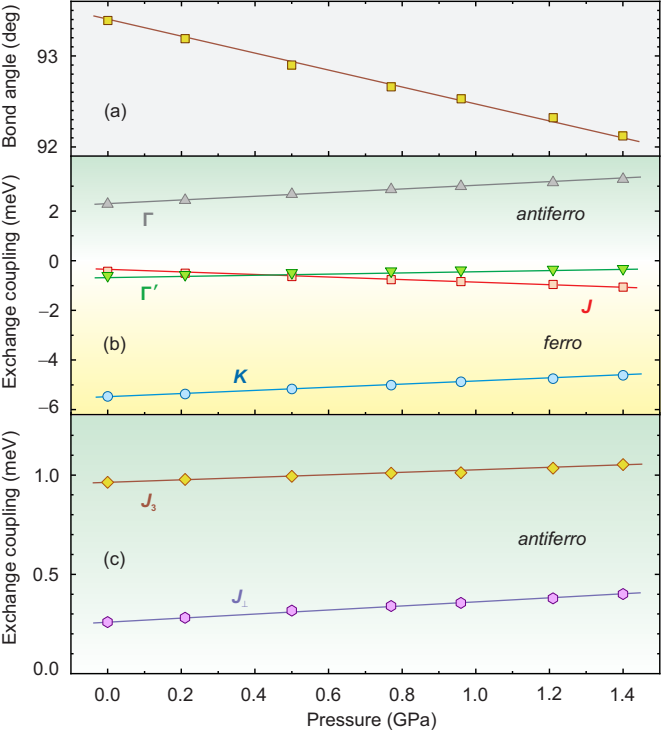 Bond angle (deg)
93
92
(a)
Exchange coupling (meV)
2
0
−2
−4
−6
Γ
antiferro
Γ′
J
(b)
ferro
K
Exchange coupling (meV)
1.0
0.5
0.0
J₃
(c)
antiferro
J⊥
0.0 0.2 0.4 0.6 0.8 1.0 1.2 1.4
Pressure (GPa)